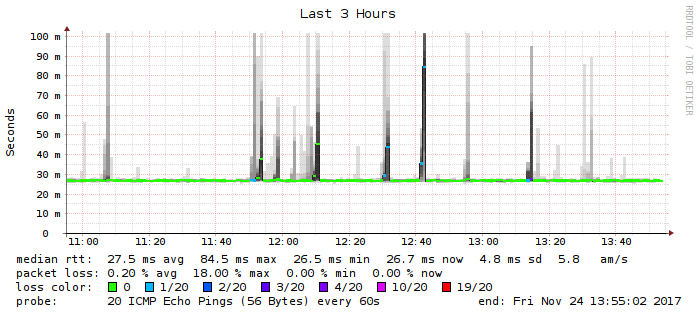 Last 3 Hours
RRDTOOL / TOBI OETIKER
Seconds
100 m
90 m
80 m
70 m
60 m
50 m
40 m
30 m
20 m
10 m
0
11:00 11:20 11:40 12:00 12:20 12:40 13:00 13:20 13:40
median rtt: 27.5 ms avg 84.5 ms max 26.5 ms min 26.7 ms now 4.8 ms sd 5.8 am/s
packet loss: 0.20 % avg 18.00 % max 0.00 % min 0.00 % now
loss color: 0 1/20 2/20 3/20 4/20 10/20 19/20
probe: 20 ICMP Echo Pings (56 Bytes) every 60s end: Fri Nov 24 13:55:02 2017